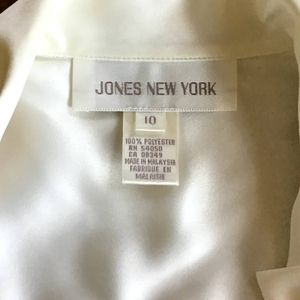 JONES NEW YORK
10
100% POLYESTER
RN 54050
CA 08349
MADE IN MALAYSIA
FABRIQUE EN
MALAISIE